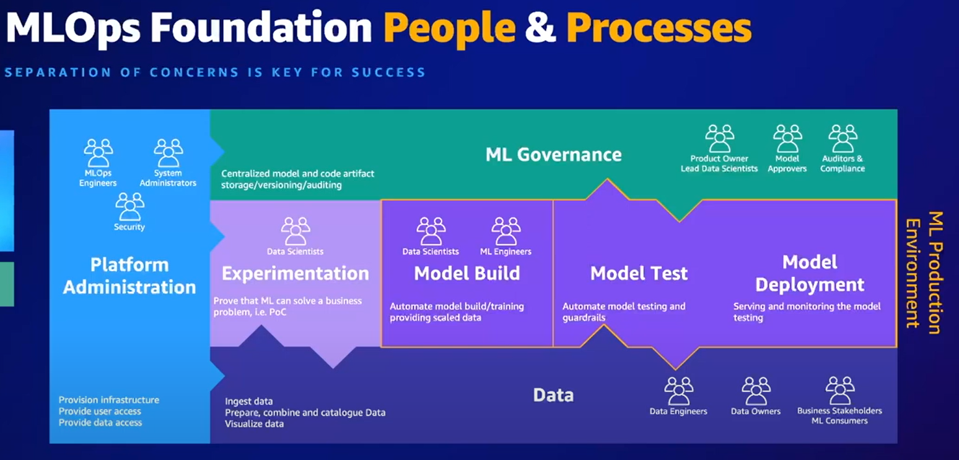 MLOps Foundation People & Processes
SEPARATION OF CONCERNS IS KEY FOR SUCCESS
MLOps
Engineers
System
Administrators
Security
Platform
Administration
Provision infrastructure
Provide user access
Provide data access
Centralized model and code artifact
storage/versioning/auditing
ML Governance
Product Owner
Lead Data Scientists
Model
Approvers
Auditors &
Compliance
Data Scientists
Experimentation
Prove that ML can solve a business
problem, i.e. PoC
Data Scientists
ML Engineers
Model Build
Automate model build/training
providing scaled data
Model Test
Automate model testing and
guardrails
Model
Deployment
Serving and monitoring the model
testing
ML Production
Environment
Ingest data
Prepare, combine and catalogue Data
Visualize data
Data
Data Engineers
Data Owners
Business Stakeholders
ML Consumers